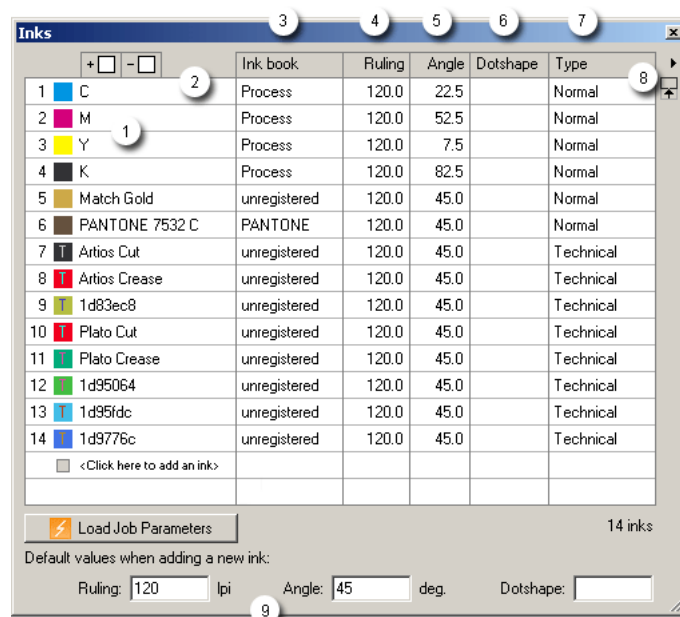 3 4 5 6 7
Inks
+ - 2 Ink book Ruling Angle Dotshape Type 8
1 C Process 120.0 22.5 Normal
2 M 1 Process 120.0 52.5 Normal
3 Y Process 120.0 7.5 Normal
4 K Process 120.0 82.5 Normal
5 Match Gold unregistered 120.0 45.0 Normal
6 PANTONE 7532 C PANTONE 120.0 45.0 Normal
7 T Artios Cut unregistered 120.0 45.0 Technical
8 T Artios Crease unregistered 120.0 45.0 Technical
9 T 1d83ec8 unregistered 120.0 45.0 Technical
10 T Plato Cut unregistered 120.0 45.0 Technical
11 T Plato Crease unregistered 120.0 45.0 Technical
12 T 1d95064 unregistered 120.0 45.0 Technical
13 T 1d95fdc unregistered 120.0 45.0 Technical
14 T 1d9776c unregistered 120.0 45.0 Technical
<Click here to add an ink>
Load Job Parameters 14 inks
Default values when adding a new ink:
Ruling: 120 lpi Angle: 45 deg. Dotshape:
9